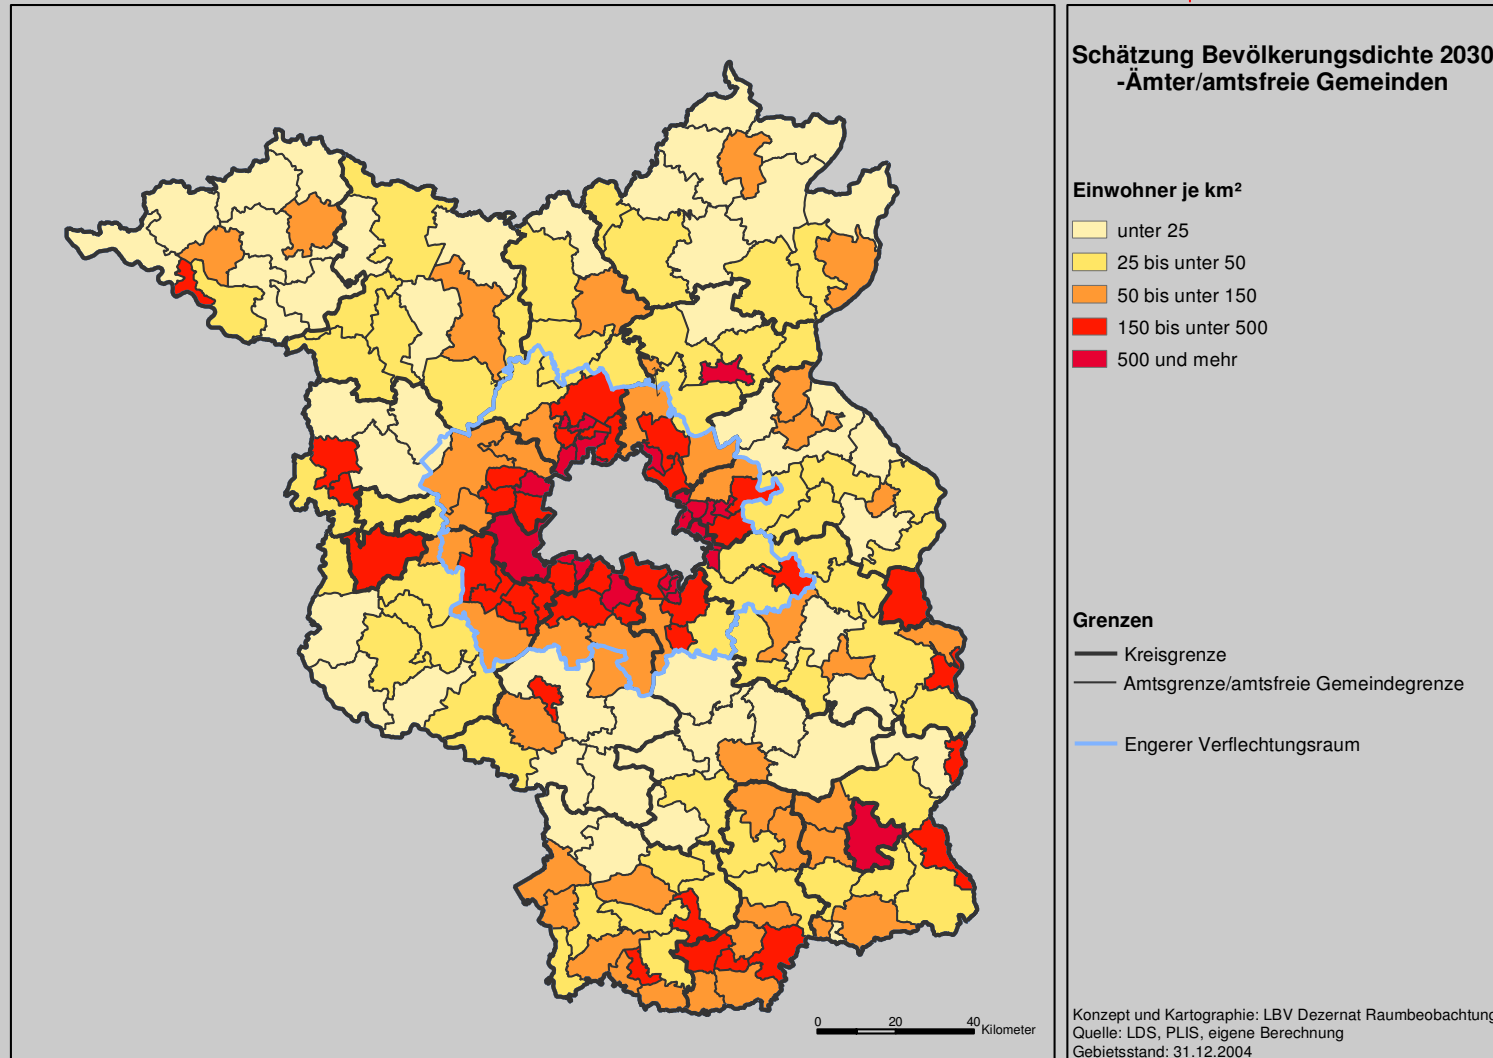 Schätzung Bevölkerungsdichte 2030
-Ämter/amtsfreie Gemeinden
Einwohner je km²
unter 25
25 bis unter 50
50 bis unter 150
150 bis unter 500
500 und mehr
Grenzen
Kreisgrenze
Amtsgrenze/amtsfreie Gemeindegrenze
Engerer Verflechtungsraum
0 20 40 Kilometer
Konzept und Kartographie: LBV Dezernat Raumbeobachtung
Quelle: LDS, PLIS, eigene Berechnung
Gebietsstand: 31.12.2004